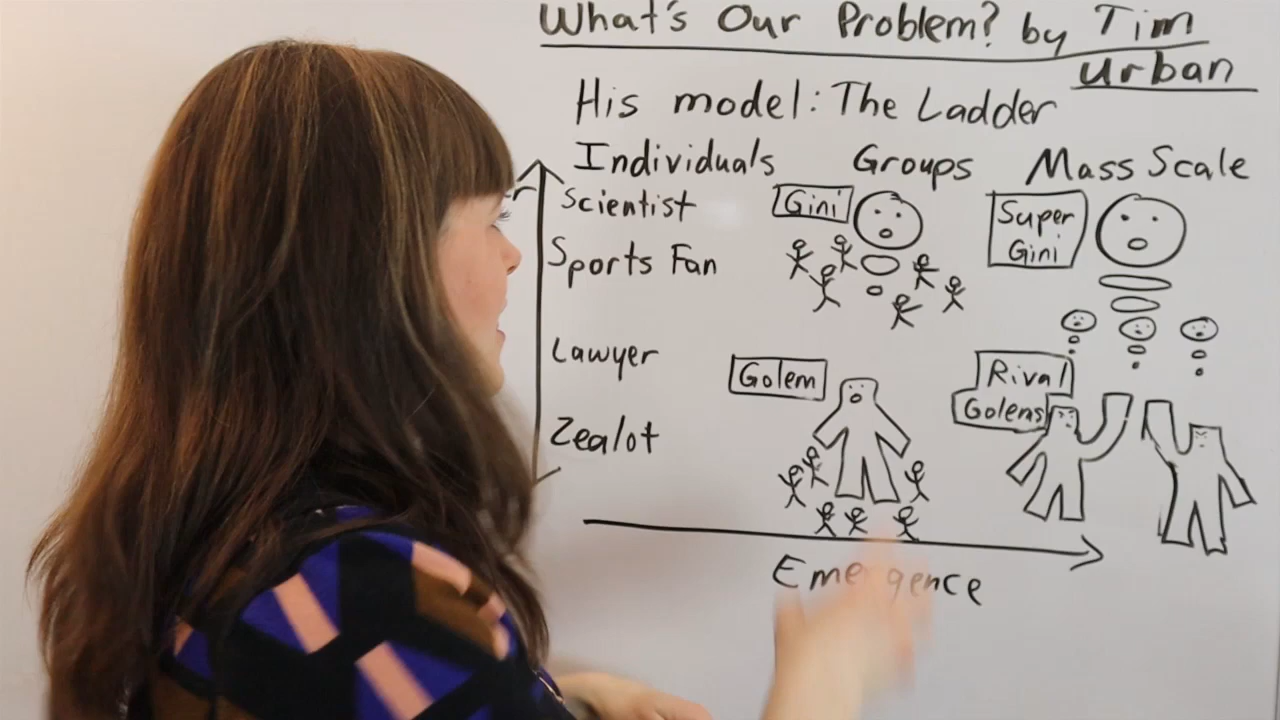 What's Our Problem? by Tim
Urban
His model: The Ladder
Individuals Groups Mass Scale
Scientist
Gini
Super
Gini
Sports Fan
Lawyer
Golem
Rival
Golems
Zealot
Emergence